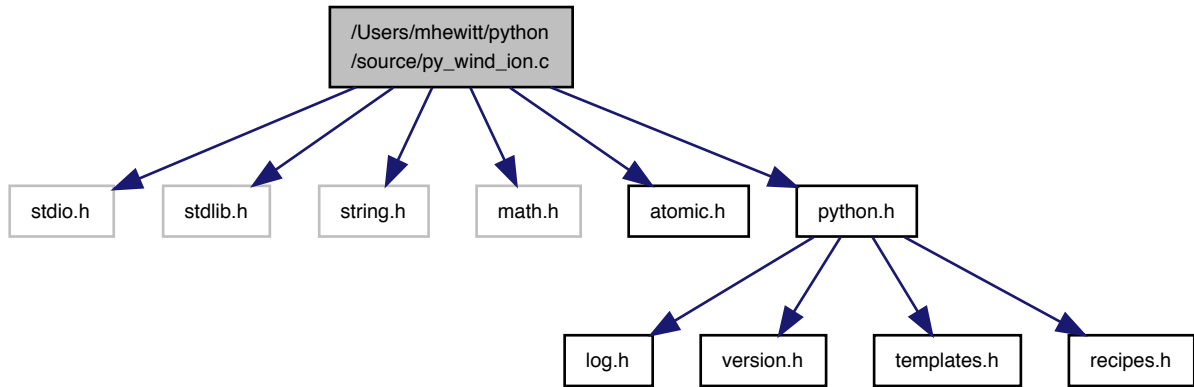 /Users/mhewitt/python
/source/py_wind_ion.c
stdio.h
stdlib.h
string.h
math.h
atomic.h
python.h
log.h
version.h
templates.h
recipes.h